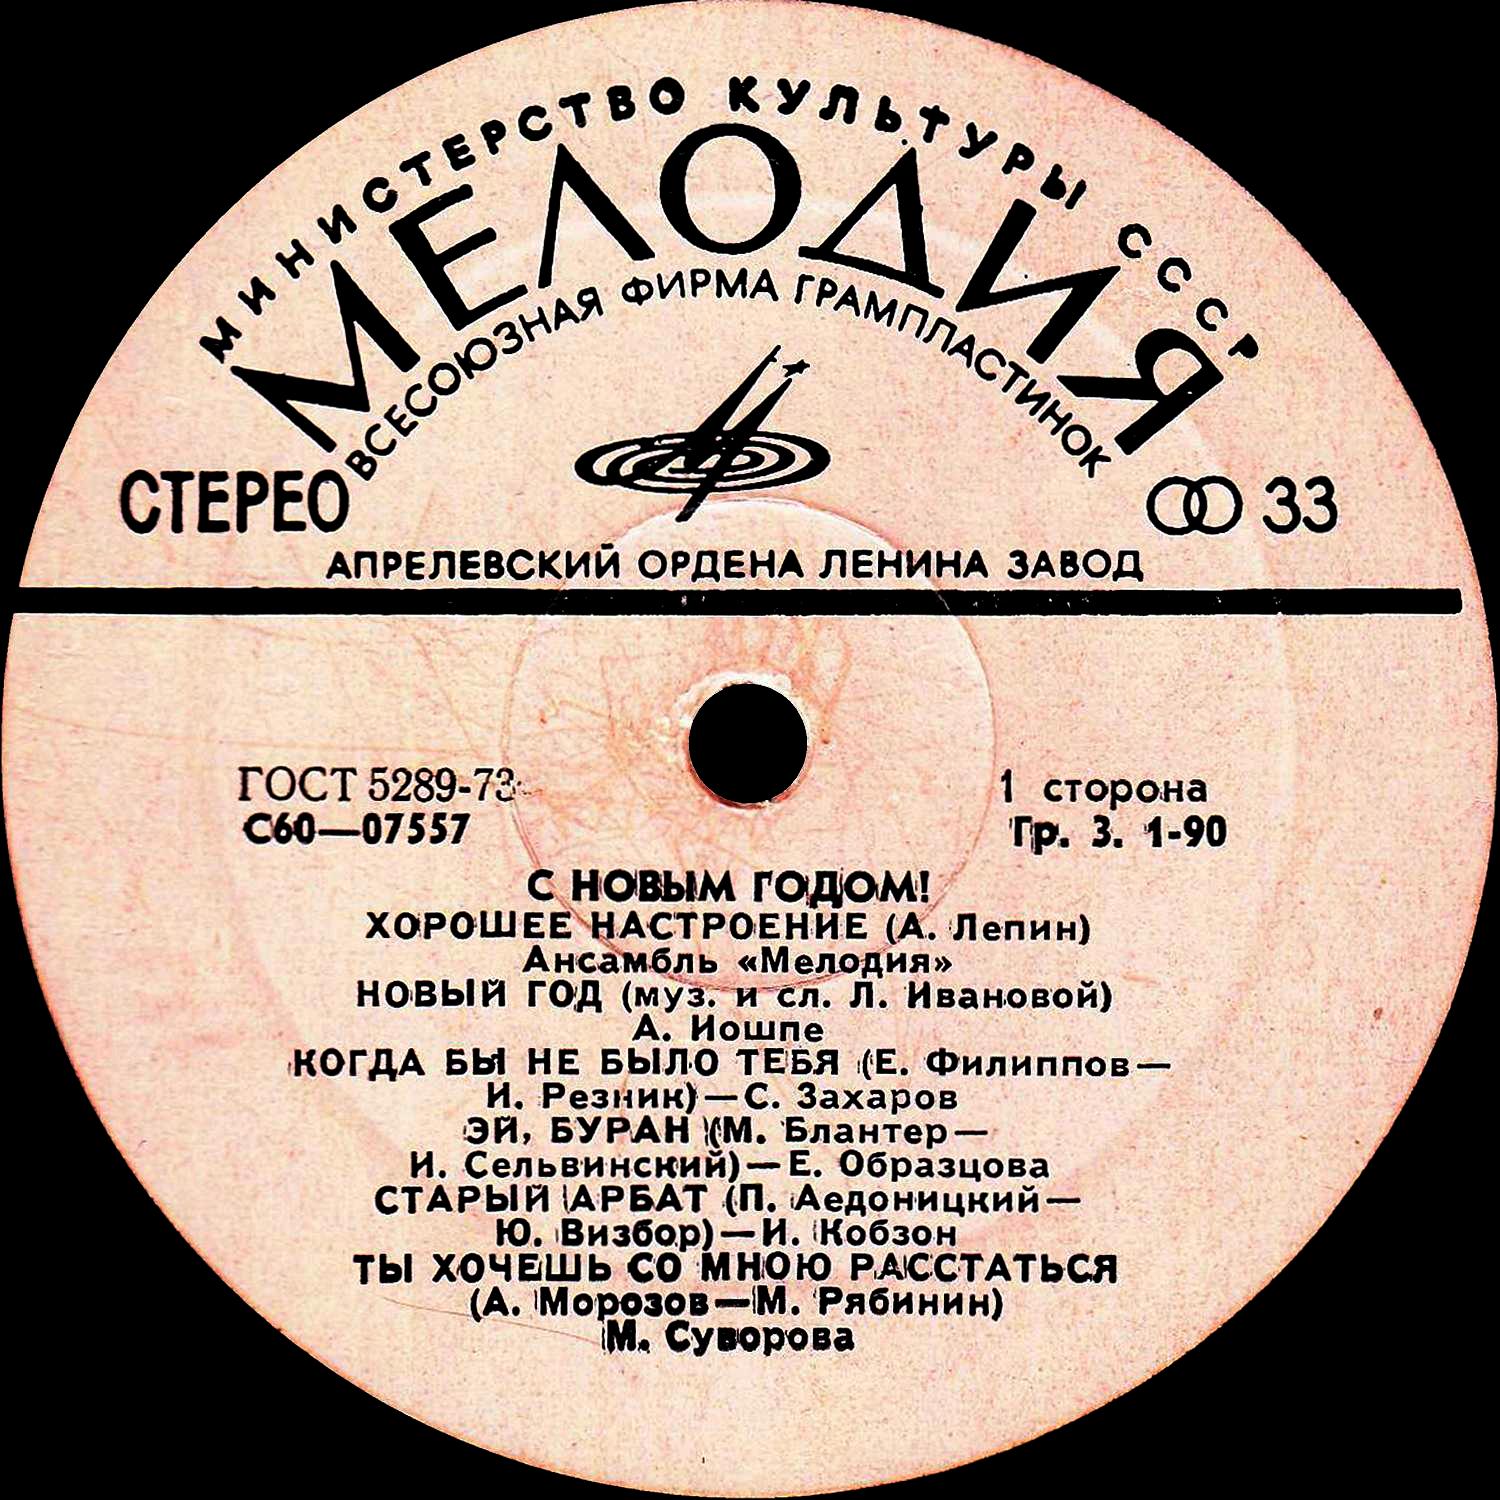 МИНИСТЕРСТВО КУЛЬТУРЫ СССР
МЕЛОДИЯ
ВСЕСОЮЗНАЯ ФИРМА ГРАМПЛАСТИНОК
СТЕРЕО
33
АПРЕЛЕВСКИЙ ОРДЕНА ЛЕНИНА ЗАВОД
ГОСТ 5289-73
1 сторона
С60—07557
Гр. 3. 1-90
С НОВЫМ ГОДОМ!
ХОРОШЕЕ НАСТРОЕНИЕ (А. Лепин)
Ансамбль «Мелодия»
НОВЫЙ ГОД (муз. и сл. Л. Ивановой)
А. Иошпе
КОГДА БЫ НЕ БЫЛО ТЕБЯ (Е. Филиппов—
И. Резник)—С. Захаров
ЭЙ, БУРАН (М. Блантер—
И. Сельвинский)—Е. Образцова
СТАРЫЙ АРБАТ (П. Аедоницкий—
Ю. Визбор)—И. Кобзон
ТЫ ХОЧЕШЬ СО МНОЮ РАССТАТЬСЯ
(А. Морозов—М. Рябинин)
М. Суворова